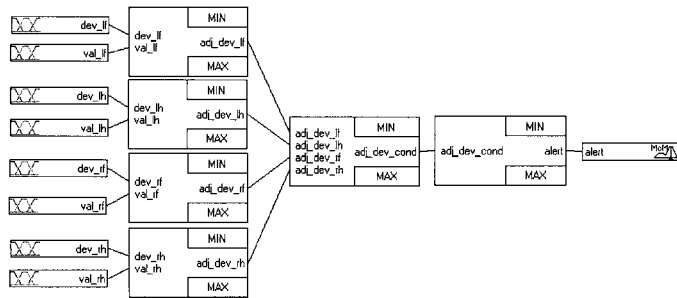 dev_lf
val_lf
dev_lf
val_lf
MIN
adj_dev_lf
MAX
dev_lh
val_lh
dev_lh
val_lh
MIN
adj_dev_lh
MAX
dev_rf
val_rf
dev_rf
val_rf
MIN
adj_dev_rf
MAX
dev_rh
val_rh
dev_rh
val_rh
MIN
adj_dev_rh
MAX
adj_dev_lf
adj_dev_lh
adj_dev_rf
adj_dev_rh
MIN
adj_dev_cond
MAX
adj_dev_cond
MIN
alert
MAX
alert
MoM